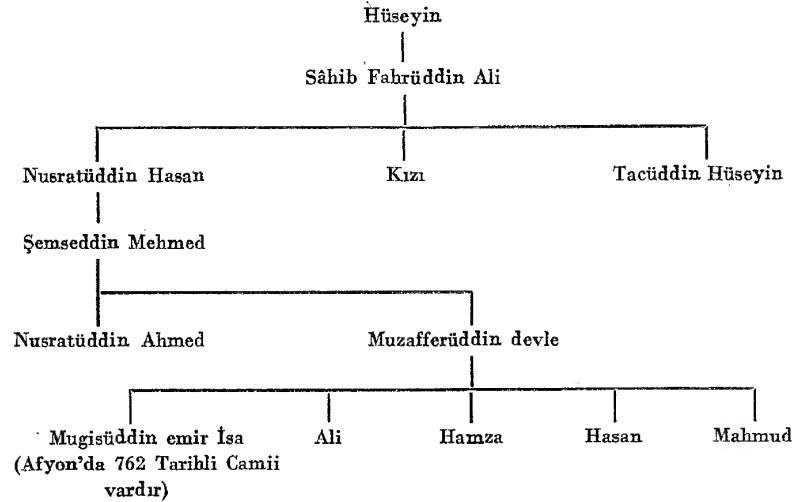 Hüseyin
Sâhib Fahrüddin Ali
Nusratüddin Hasan Kızı Tacüddin Hüseyin
Şemseddin Mehmed
Nusratüddin Ahmed Muzafferüddin devle
Mugisüddin emir İsa Ali Hamza Hasan Mahmud
(Afyon'da 762 Tarihli Camii
vardır)